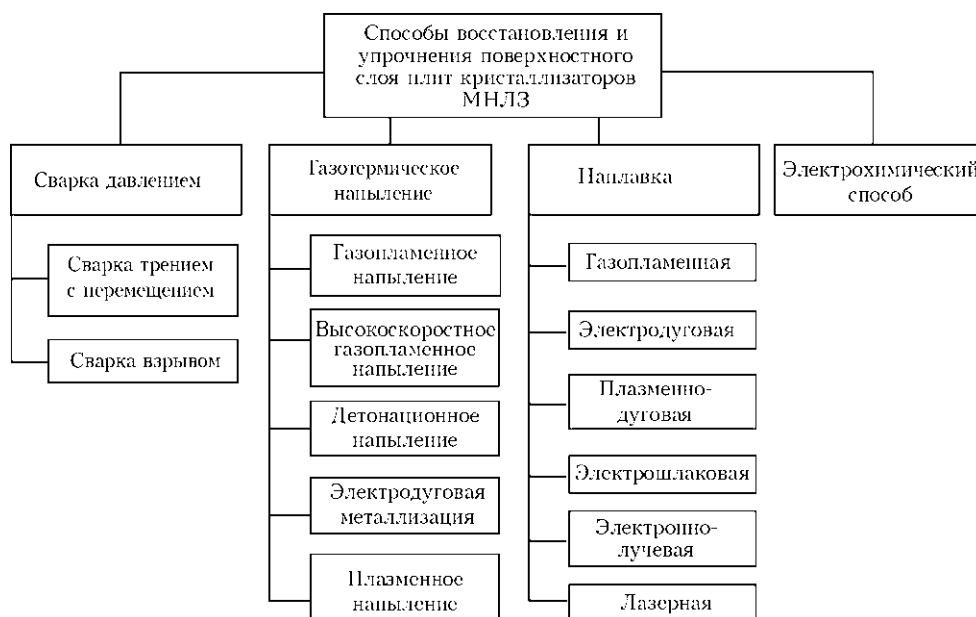 Способы восстановления и
упрочнения поверхностного
слоя плит кристаллизаторов
МНЛЗ
Сварка давлением
Газотермическое
напыление
Наплавка
Электрохимический
способ
Сварка трением
с перемещением
Сварка взрывом
Газопламенное
напыление
Высокоскоростное
газопламенное
напыление
Детонационное
напыление
Электродуговая
металлизация
Плазменное
напыление
Газопламенная
Электродуговая
Плазменно-
дуговая
Электрошлаковая
Электронно-
лучевая
Лазерная